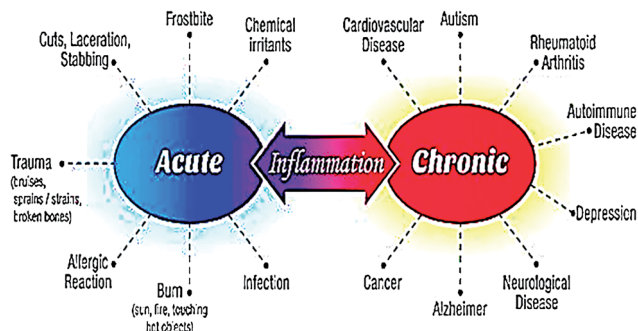 Frostbite
Cuts, Laceration,
Stabbing
Chemical
irritants
Trauma
(bruises,
sprains / strains,
broken bones)
Acute
Allergic
Reaction
Bum
(sun, fire, touching
hot objects)
Infection
Inflammation
Cardiovascular
Disease
Autism
Rheumatoid
Arthritis
Autoimmune
Disease
Chronic
Depression
Cancer
Alzheimer
Neurological
Disease